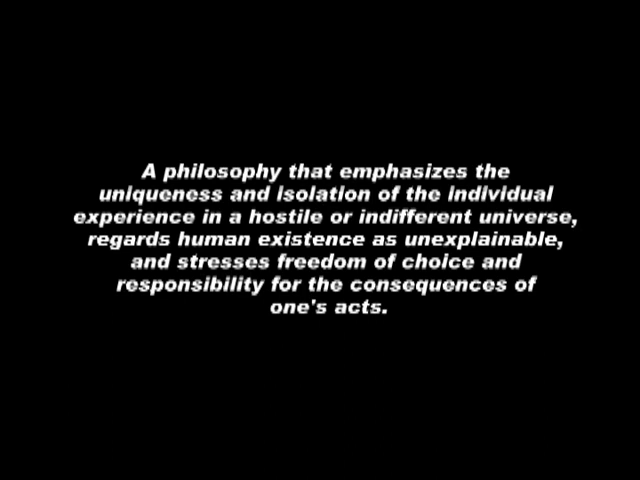 A philosophy that emphasizes the
uniqueness and isolation of the individual
experience in a hostile or indifferent universe,
regards human existence as unexplainable,
and stresses freedom of choice and
responsibility for the consequences of
one's acts.